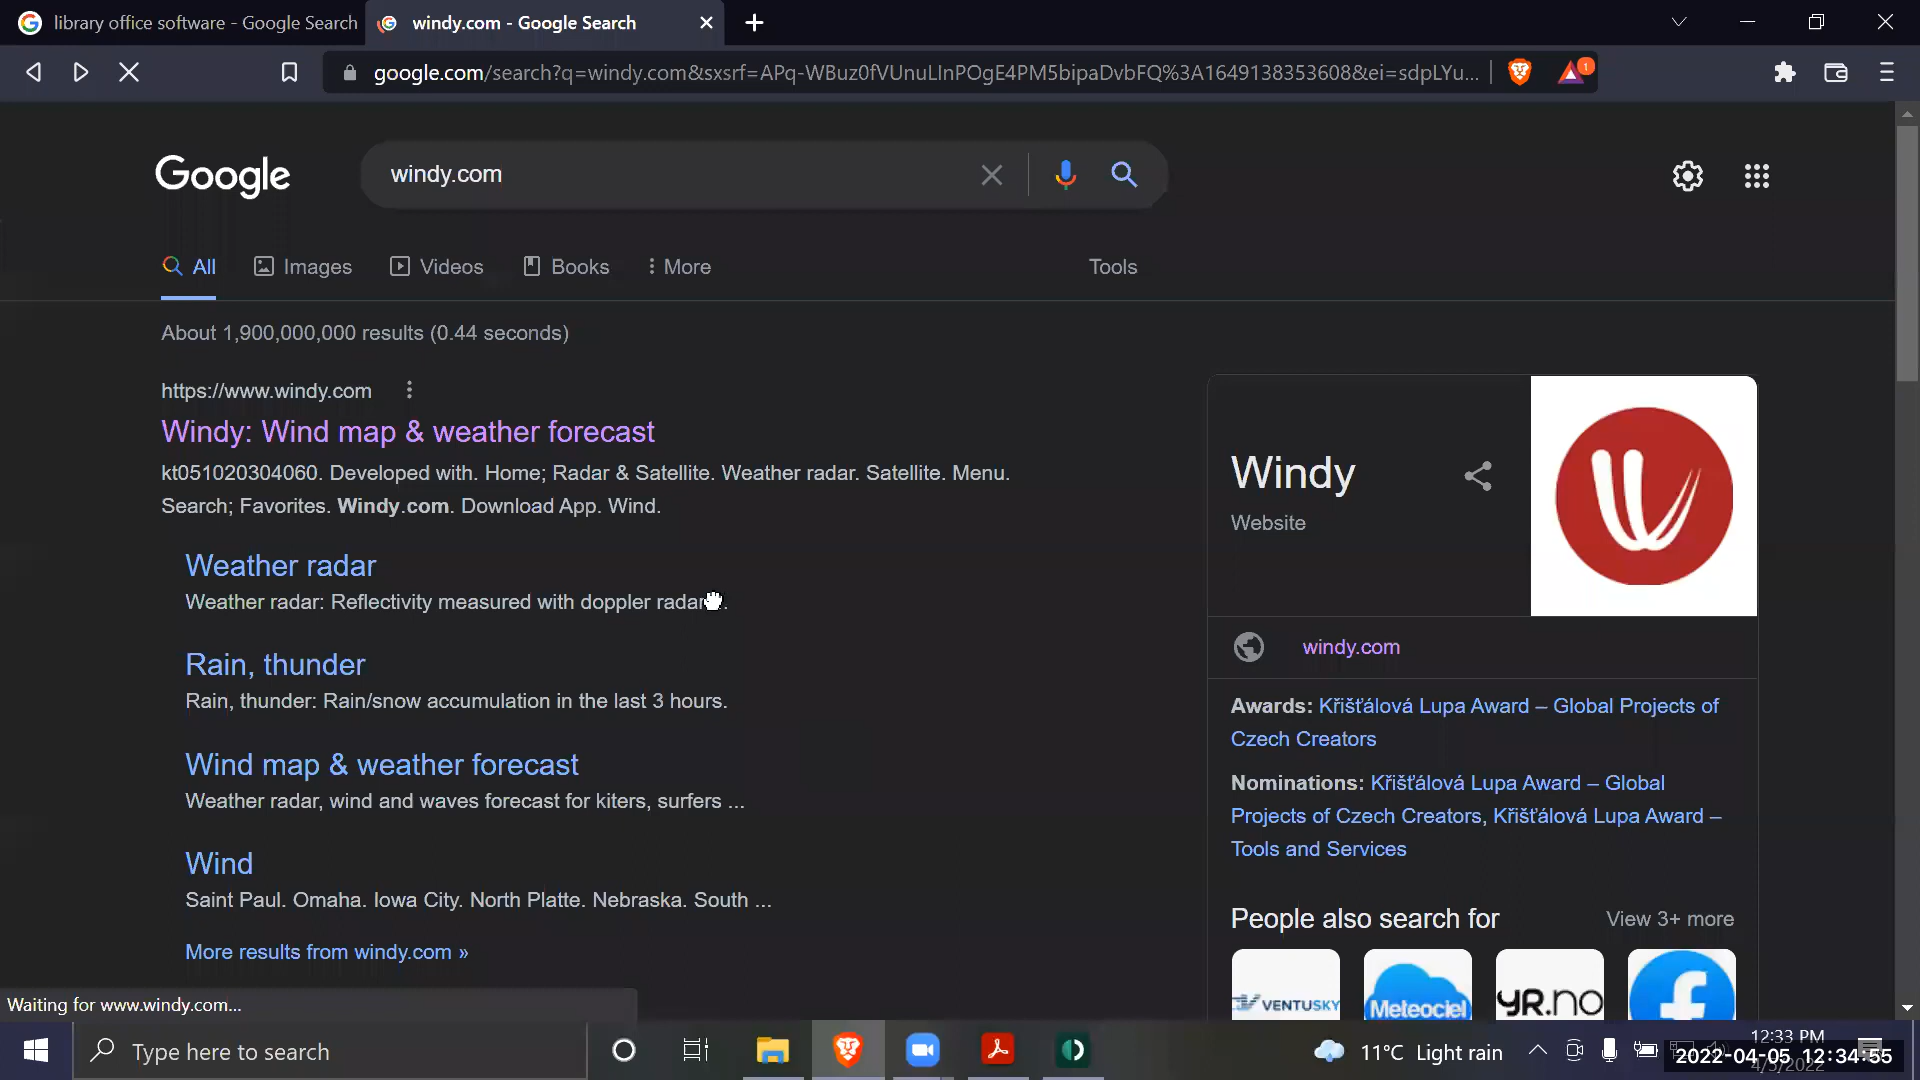 library office software - Google Search
windy.com - Google Search
google.com/search?q=windy.com&sxsrf=APq-WBuz0fVUnuLInPOgE4PM5bipaDvbFQ%3A1649138353608&ei=sdpLYu...
1
Google
windy.com
All
Images
Videos
Books
More
Tools
About 1,900,000,000 results (0.44 seconds)
https://www.windy.com
Windy: Wind map & weather forecast
kt051020304060. Developed with. Home; Radar & Satellite. Weather radar. Satellite. Menu.
Search; Favorites. Windy.com. Download App. Wind.
Weather radar
Weather radar: Reflectivity measured with doppler radar
Rain, thunder
Rain, thunder: Rain/snow accumulation in the last 3 hours.
Wind map & weather forecast
Weather radar, wind and waves forecast for kiters, surfers ...
Wind
Saint Paul. Omaha. Iowa City. North Platte. Nebraska. South ...
More results from windy.com »
Windy
Website
windy.com
Awards: Křišťálová Lupa Award – Global Projects of
Czech Creators
Nominations: Křišťálová Lupa Award – Global
Projects of Czech Creators, Křišťálová Lupa Award –
Tools and Services
People also search for
View 3+ more
VENTUSKY
Meteociel
YR.NO
Waiting for www.windy.com...
Type here to search
11°C Light rain
12:33 PM
2022-04-05 12:34:55